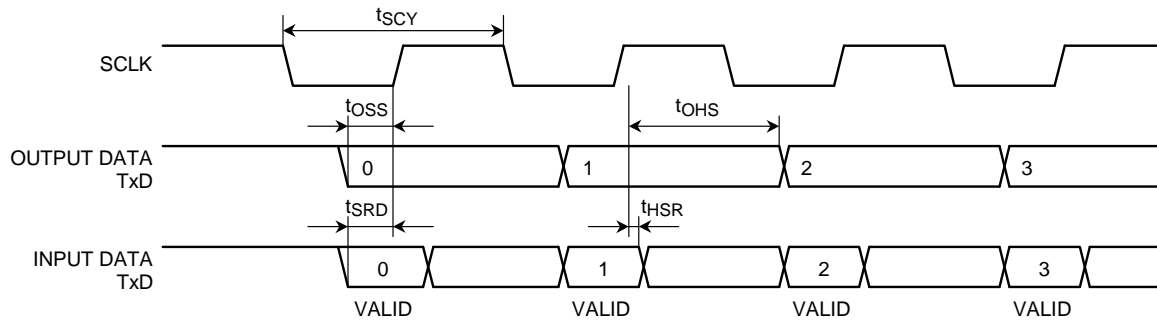 tSCY
SCLK
tOSS
tOHS
OUTPUT DATA
TxD
0 1 2 3
tSRD
tHSR
INPUT DATA
TxD
0 1 2 3
VALID VALID VALID VALID